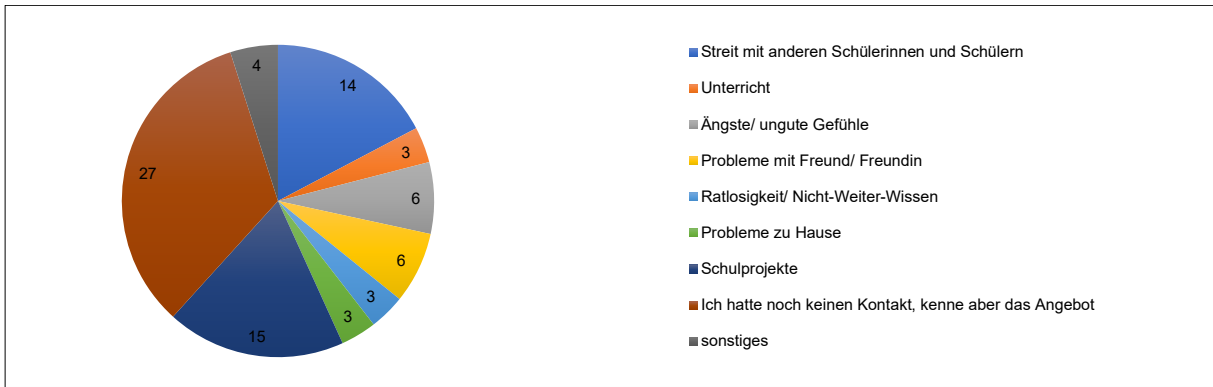 4
14
3
6
6
3
3
15
27
Streit mit anderen Schülerinnen und Schülern
Unterricht
Ängste/ ungute Gefühle
Probleme mit Freund/ Freundin
Ratlosigkeit/ Nicht-Weiter-Wissen
Probleme zu Hause
Schulprojekte
Ich hatte noch keinen Kontakt, kenne aber das Angebot
sonstiges